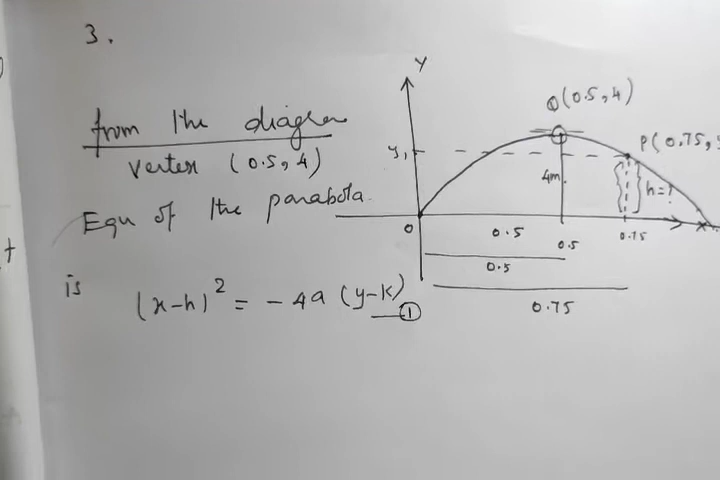 3.
from the diagram
vertex (0.5, 4)
Equ of the parabola
is
(x-h)² = -4a (y-k)
①
Y
Q(0.5, 4)
P(0.75,
y₁
4m
h=?
0
0.5
0.5
0.75
0.5
0.75